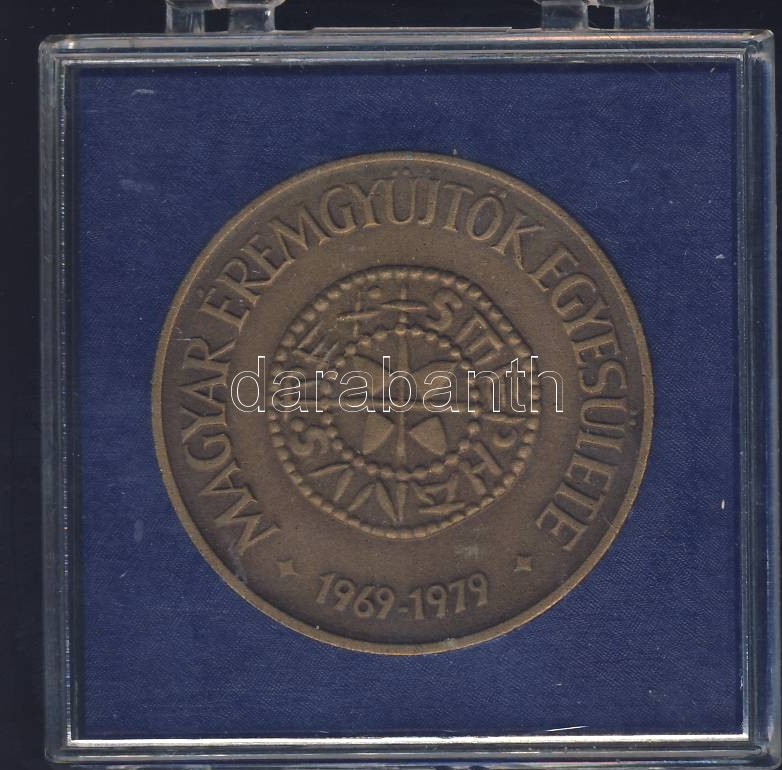 MAGYAR ÉREMGYŰJTŐK EGYESÜLETE
1969-1979
darabanth